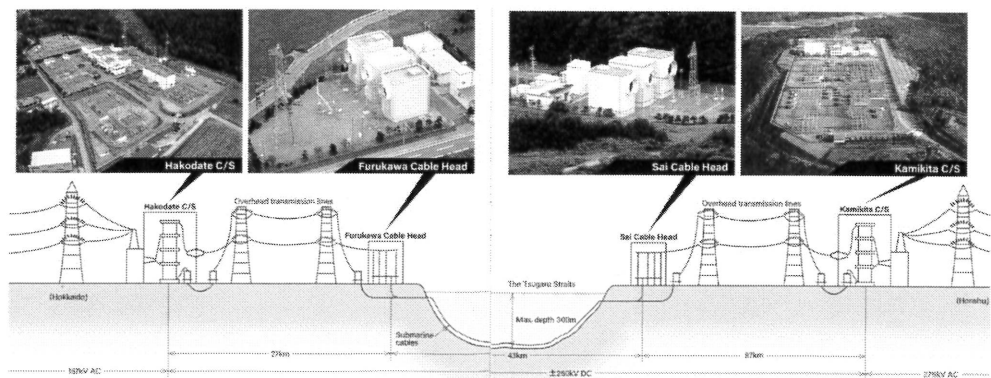 Hakodate C/S
Furukawa Cable Head
Sai Cable Head
Kamikita C/S
Hakodate C/S
Overhead transmission lines
Furukawa Cable Head
Sai Cable Head
Overhead transmission lines
Kamikita C/S
(Hokkaido)
The Tsugaru Straits
(Honshu)
Max. depth 300m
Submarine
cables
27km
43km
97km
±250kV DC
275kV AC